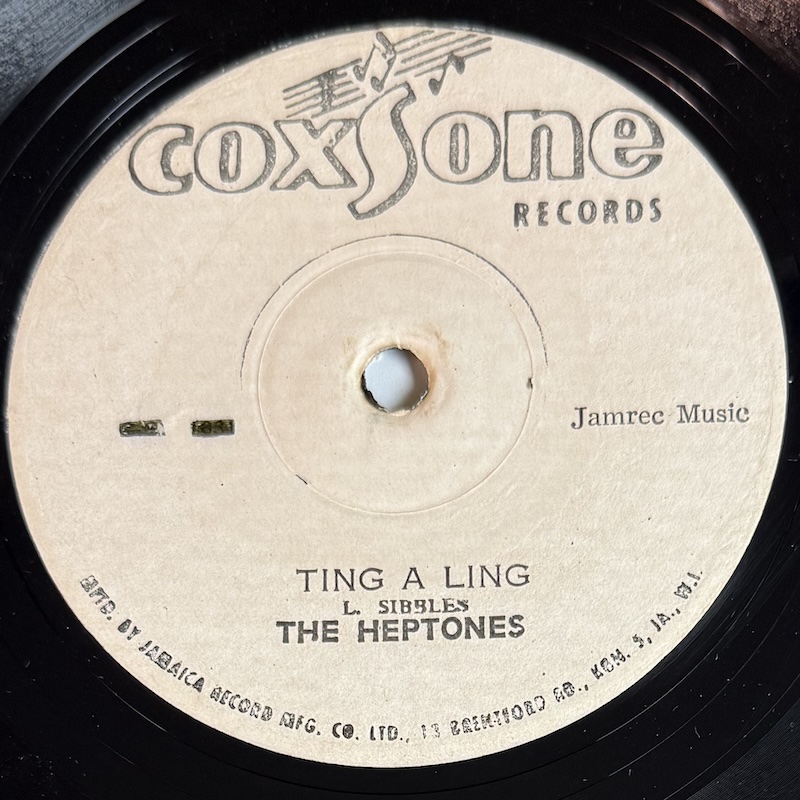 coxSone
RECORDS
Jamrec Music
TING A LING
L. SIBBLES
THE HEPTONES
MFTD. BY JAMAICA RECORD MFG. CO. LTD., 13 BRENTFORD RD., KGN. 5, JA., W.I.